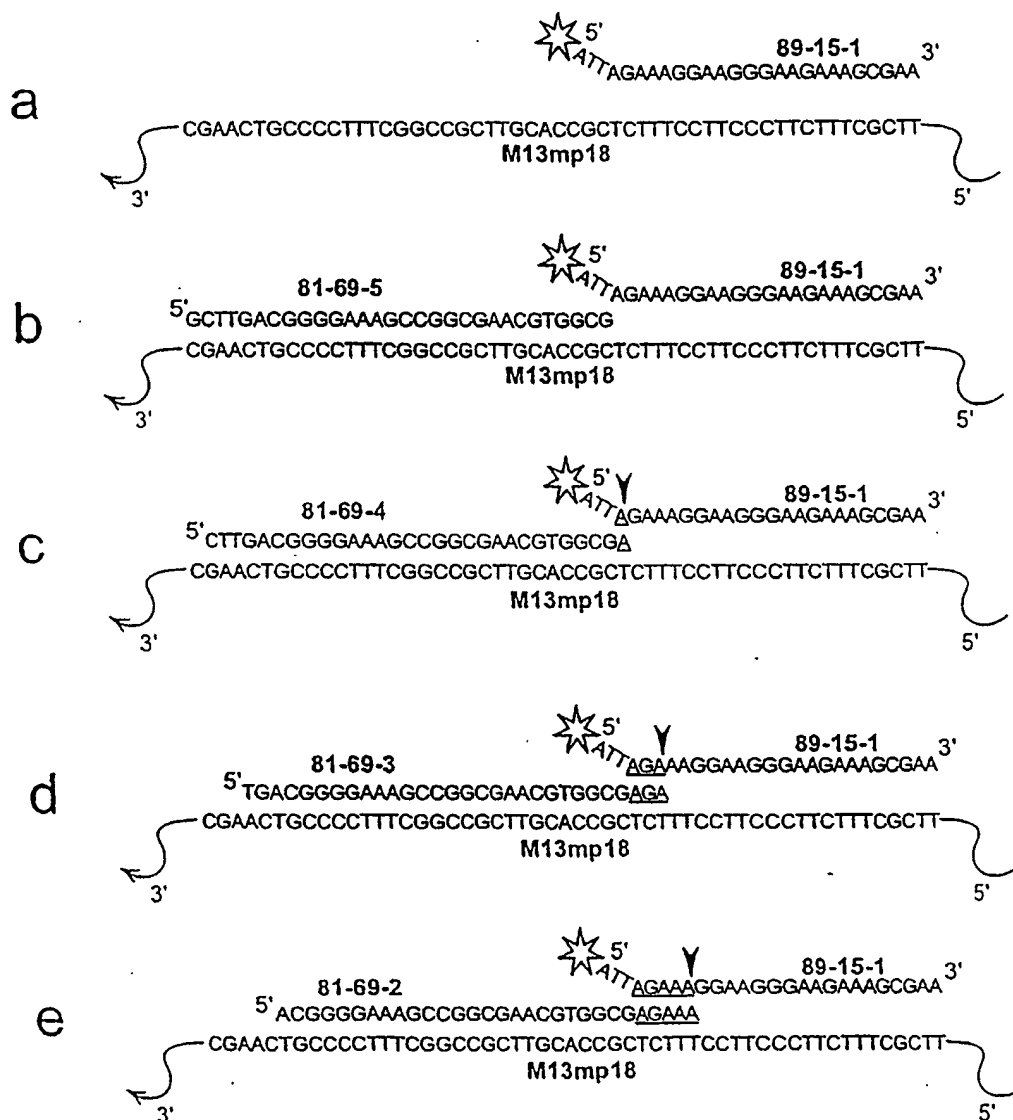 a
5'
89-15-1
3'
ATTAGAAAGGAAGGGAAGAAAGCGAA
CGAACTGCCCCTTTCGGCCGCTTGCACCGCTCTTTCCTTCCCTTCTTTCGCTT
M13mp18
3'
5'
b
81-69-5
5'
89-15-1
3'
ATTAGAAAGGAAGGGAAGAAAGCGAA
5'GCTTGACGGGGAAAGCCGGCGAACGTGGCG
CGAACTGCCCCTTTCGGCCGCTTGCACCGCTCTTTCCTTCCCTTCTTTCGCTT
M13mp18
3'
5'
c
81-69-4
5'
89-15-1
3'
ATTAGAAAGGAAGGGAAGAAAGCGAA
5'CTTGACGGGGAAAGCCGGCGAACGTGGCGA
CGAACTGCCCCTTTCGGCCGCTTGCACCGCTCTTTCCTTCCCTTCTTTCGCTT
M13mp18
3'
5'
d
81-69-3
5'
89-15-1
3'
ATTAGAAAGGAAGGGAAGAAAGCGAA
5'TGACGGGGAAAGCCGGCGAACGTGGCGAGA
CGAACTGCCCCTTTCGGCCGCTTGCACCGCTCTTTCCTTCCCTTCTTTCGCTT
M13mp18
3'
5'
e
81-69-2
5'
89-15-1
3'
ATTAGAAAGGAAGGGAAGAAAGCGAA
5'ACGGGGAAAGCCGGCGAACGTGGCGAGAAA
CGAACTGCCCCTTTCGGCCGCTTGCACCGCTCTTTCCTTCCCTTCTTTCGCTT
M13mp18
3'
5'